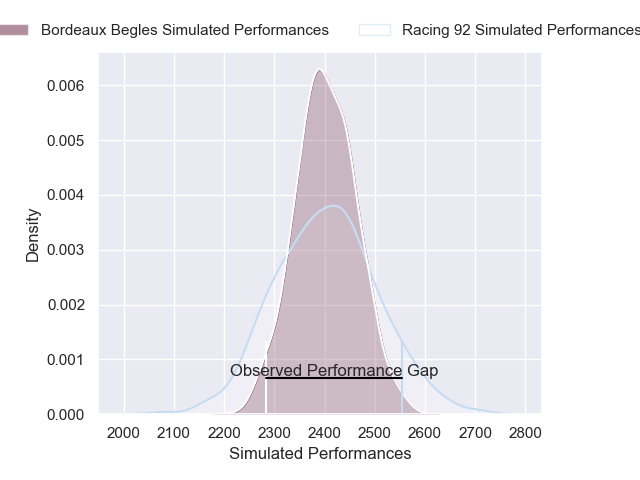 Bordeaux Begles Simulated Performances Racing 92 Simulated Performances
0.006
0.005
0.004
0.003
0.002
0.001
0.000
Density
Observed Performance Gap
2000 2100 2200 2300 2400 2500 2600 2700 2800
Simulated Performances